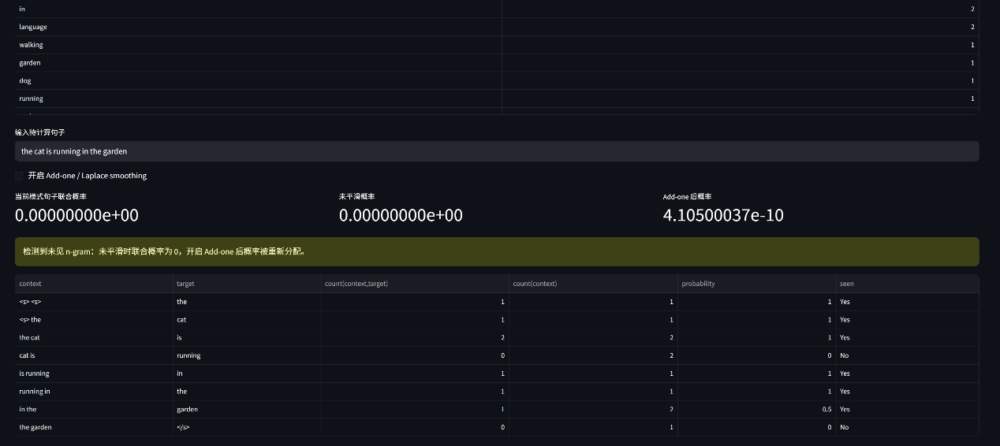 in 2
language 2
walking 1
garden 1
dog 1
running 1
输入待计算句子
the cat is running in the garden
开启 Add-one / Laplace smoothing
当前模式句子联合概率 未平滑概率 Add-one 后概率
0.00000000e+00 0.00000000e+00 4.10500037e-10
检测到未见 n-gram：未平滑时联合概率为 0，开启 Add-one 后概率被重新分配。
context target count(context,target) count(context) probability seen
<s> <s> the 1 1 1 Yes
<s> the cat 1 1 1 Yes
the cat is 2 2 1 Yes
cat is running 0 2 0 No
is running in 1 1 1 Yes
running in the 1 1 1 Yes
in the garden 1 2 0.5 Yes
the garden </s> 0 1 0 No